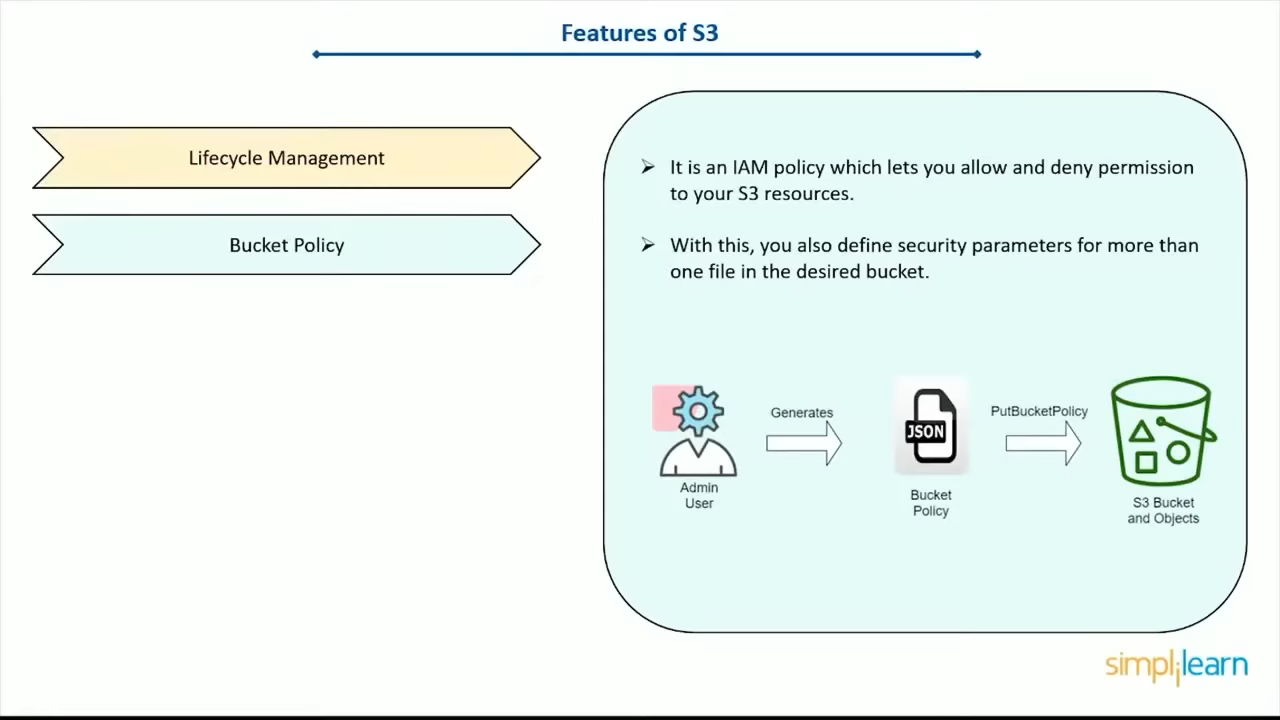 Features of S3
Lifecycle Management
Bucket Policy
It is an IAM policy which lets you allow and deny permission
to your S3 resources.
With this, you also define security parameters for more than
one file in the desired bucket.
Generates
PutBucketPolicy
JSON
Admin
User
Bucket
Policy
S3 Bucket
and Objects
simplilearn